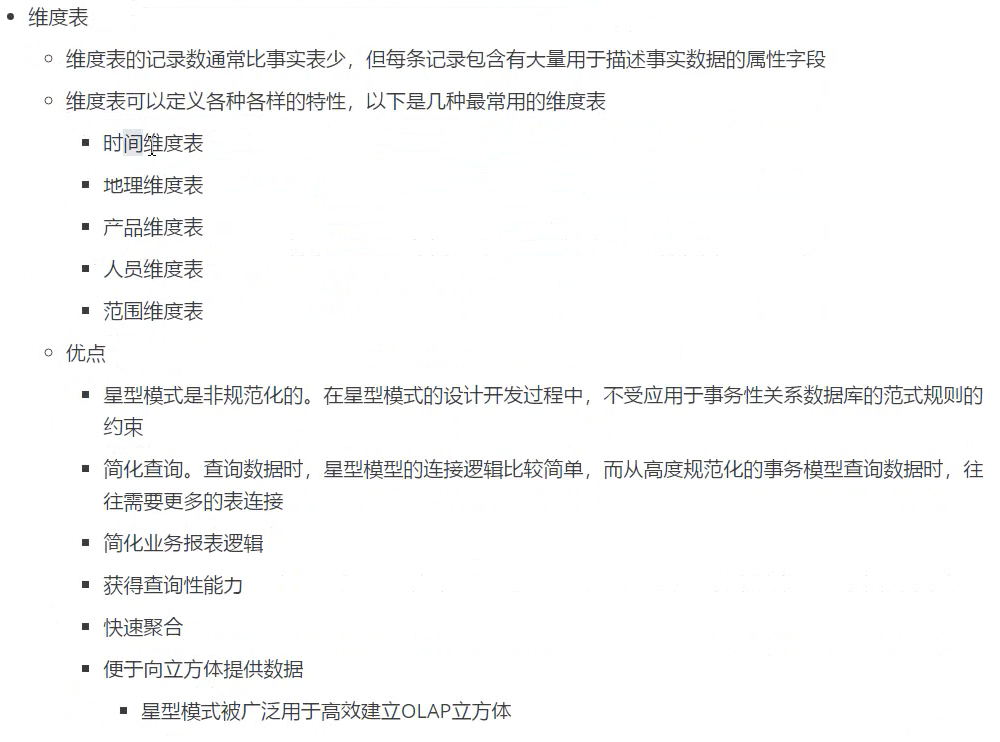 维度表
维度表的记录数通常比事实表少，但每条记录包含有大量用于描述事实数据的属性字段
维度表可以定义各种各样的特性，以下是几种最常用的维度表
时间维度表
地理维度表
产品维度表
人员维度表
范围维度表
优点
星型模式是非规范化的。在星型模式的设计开发过程中，不受应用于事务性关系数据库的范式规则的
约束
简化查询。查询数据时，星型模型的连接逻辑比较简单，而从高度规范化的事务模型查询数据时，往
往需要更多的表连接
简化业务报表逻辑
获得查询性能力
快速聚合
便于向立方体提供数据
星型模式被广泛用于高效建立OLAP立方体